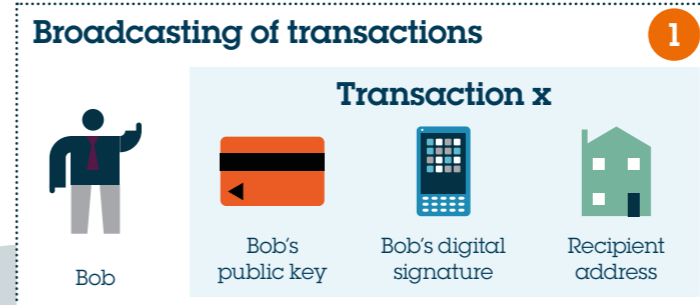 Broadcasting of transactions
1
Transaction x
Bob
Bob's
public key
Bob's digital
signature
Recipient
address